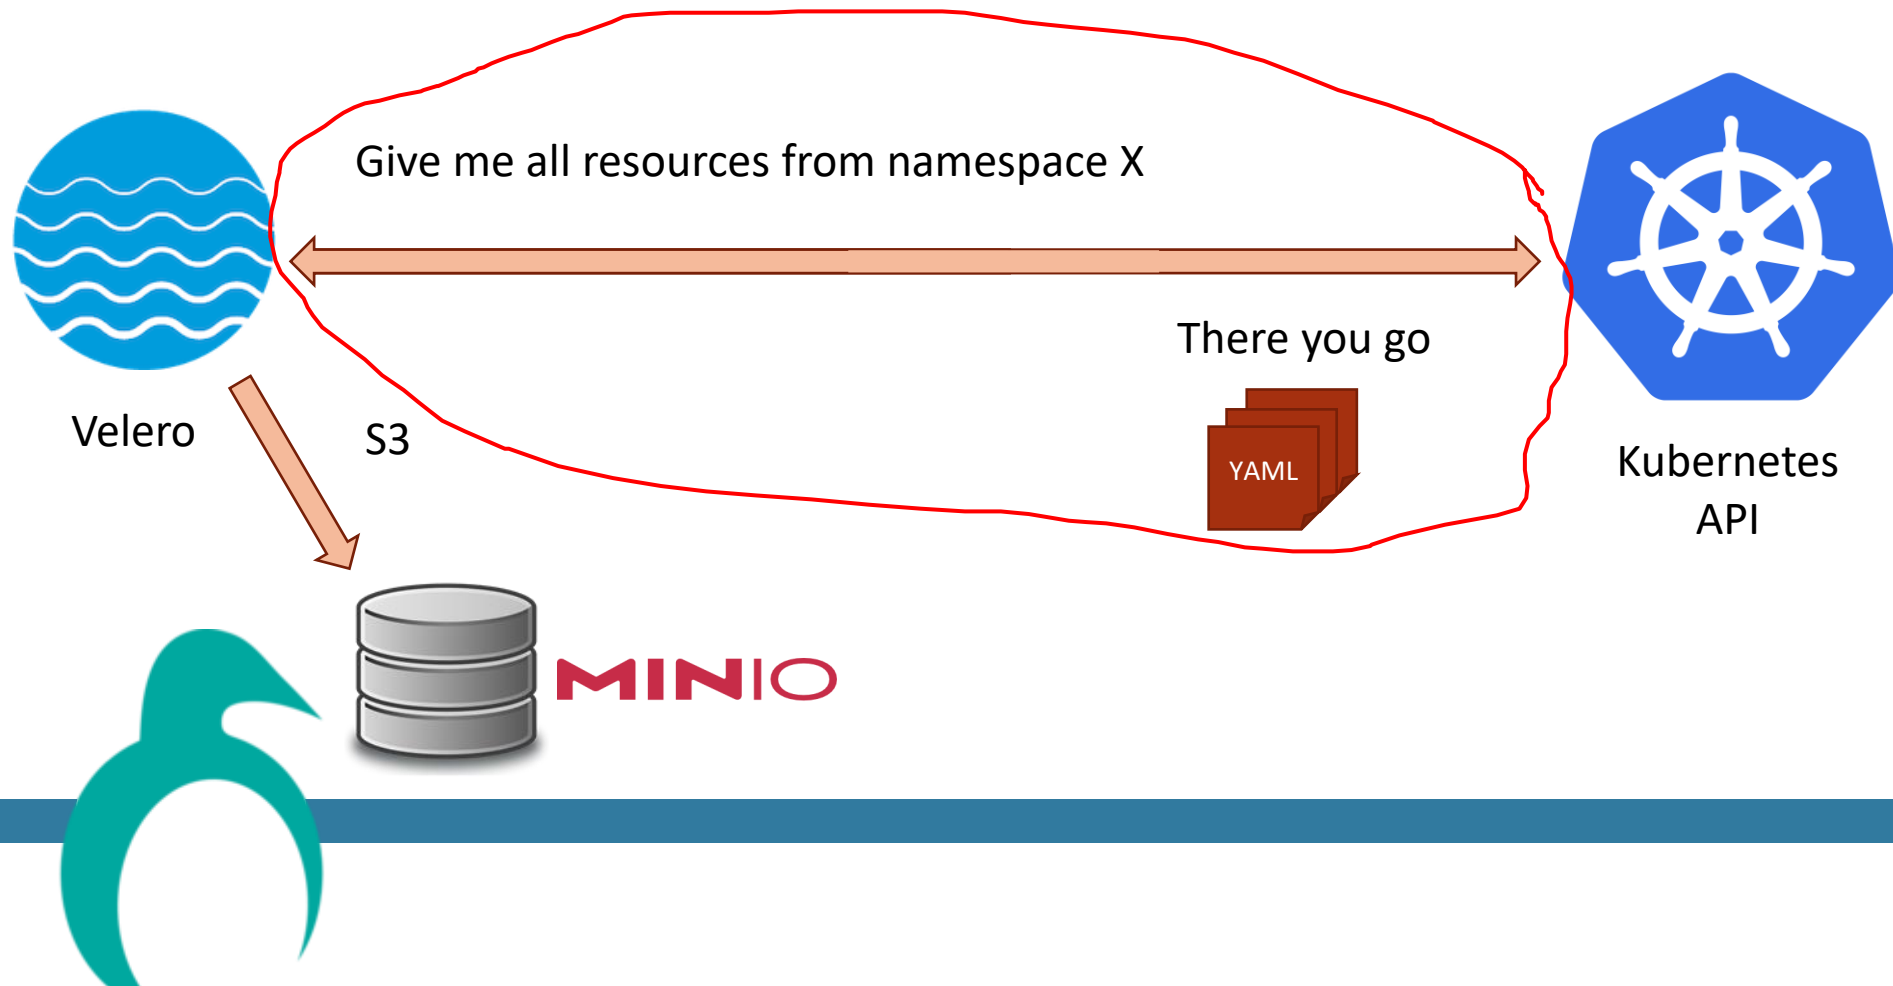 Give me all resources from namespace X
There you go
YAML
Velero
S3
Kubernetes
API
MINIO